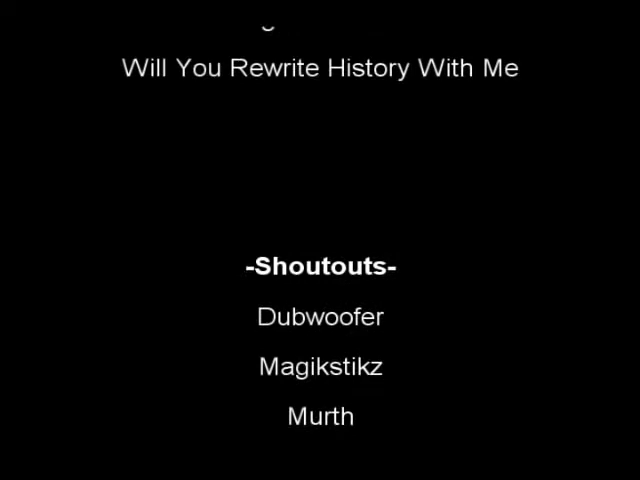 Will You Rewrite History With Me
-Shoutouts-
Dubwoofer
Magikstikz
Murth